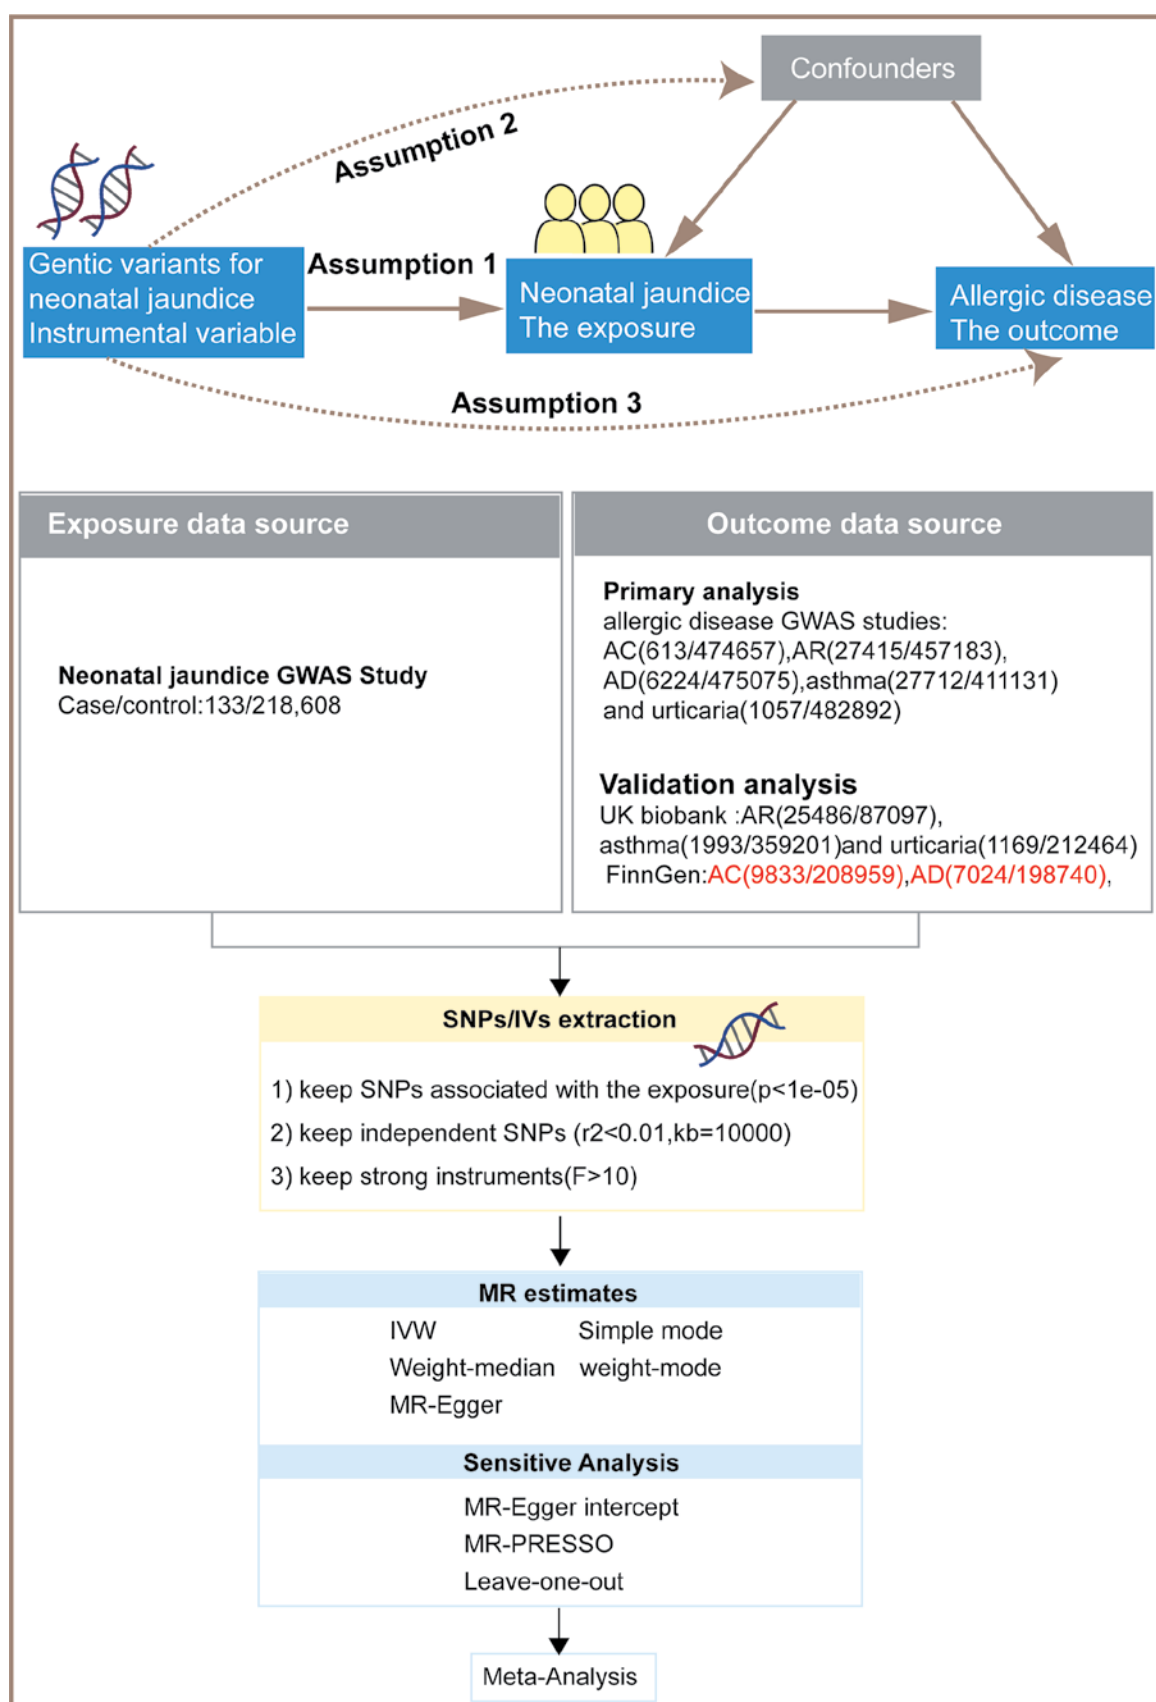 Confounders
Assumption 2
Gentic variants for
neonatal jaundice
Instrumental variable
Assumption 1
Neonatal jaundice
The exposure
Allergic disease
The outcome
Assumption 3
Exposure data source
Neonatal jaundice GWAS Study
Case/control:133/218,608
Outcome data source
Primary analysis
allergic disease GWAS studies:
AC(613/474657),AR(27415/457183),
AD(6224/475075),asthma(27712/411131)
and urticaria(1057/482892)
Validation analysis
UK biobank :AR(25486/87097),
asthma(1993/359201)and urticaria(1169/212464)
FinnGen:AC(9833/208959),AD(7024/198740),
SNPs/IVs extraction
1) keep SNPs associated with the exposure(p<1e-05)
2) keep independent SNPs (r2<0.01,kb=10000)
3) keep strong instruments(F>10)
MR estimates
IVW Simple mode
Weight-median weight-mode
MR-Egger
Sensitive Analysis
MR-Egger intercept
MR-PRESSO
Leave-one-out
Meta-Analysis